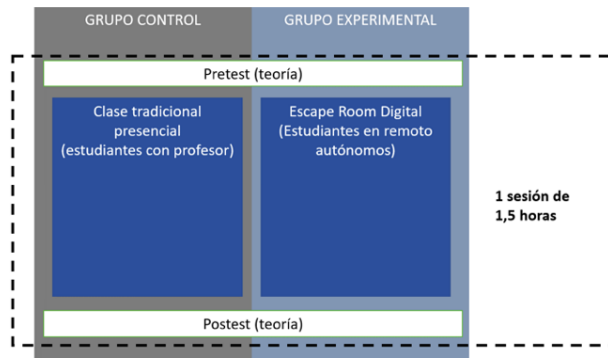 GRUPO CONTROL
GRUPO EXPERIMENTAL
Pretest (teoría)
Clase tradicional
presencial
(estudiantes con profesor)
Escape Room Digital
(Estudiantes en remoto
autónomos)
1 sesión de
1,5 horas
Postest (teoría)